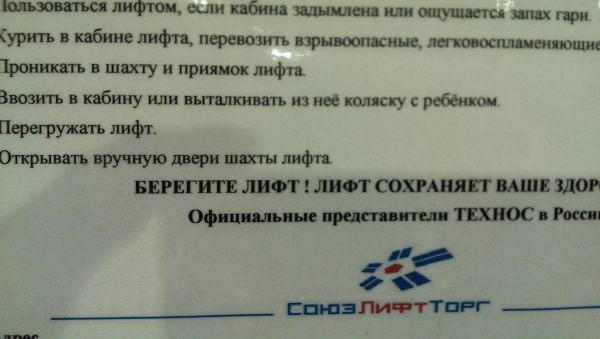 Пользоваться лифтом, если кабина задымлена или ощущается запах гари.
Курить в кабине лифта, перевозить взрывоопасные, легковоспламеняющие
Проникать в шахту и приямок лифта.
Ввозить в кабину или выталкивать из неё коляску с ребёнком.
Перегружать лифт.
Открывать вручную двери шахты лифта.
БЕРЕГИТЕ ЛИФТ ! ЛИФТ СОХРАНЯЕТ ВАШЕ ЗДОРО
Официальные представители ТЕХНОС в России
СОЮЗЛИФТТОРГ